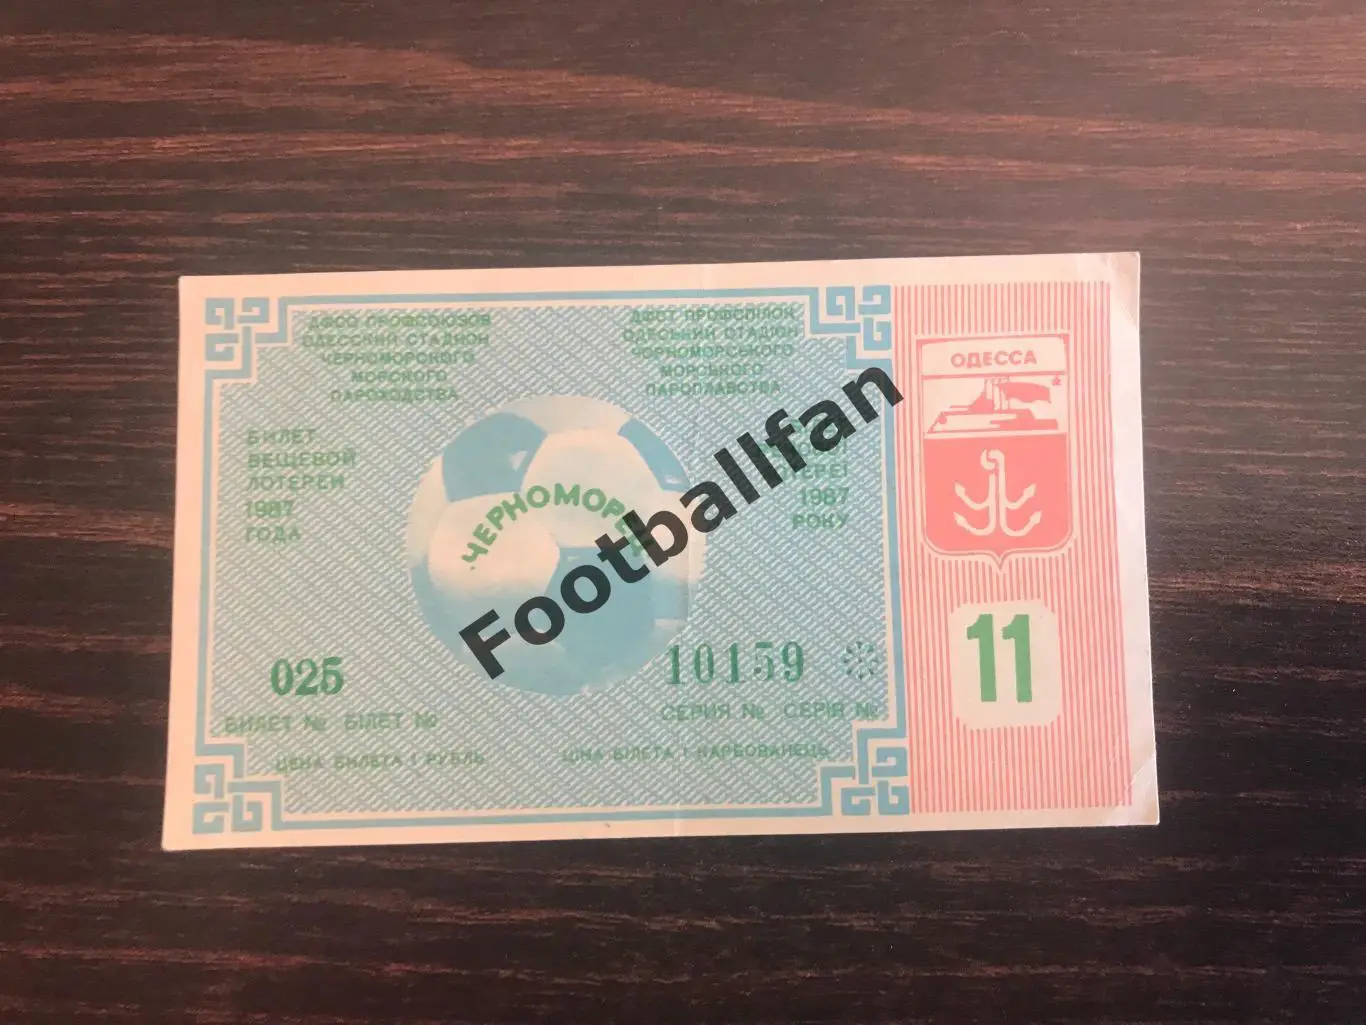 ДФСО ПРОФСОЮЗОВ
ОДЕССКИЙ СТАДИОН
ЧЕРНОМОРСКОГО
МОРСКОГО
ПАРОХОДСТВА
ДФСТ ПРОФСПІЛОК
ОДЕСЬКИЙ СТАДІОН
ЧОРНОМОРСЬКОГО
МОРСЬКОГО
ПАРОПЛАВСТВА
БИЛЕТ
ВЕЩЕВОЙ
ЛОТЕРЕИ
1987
ГОДА
1987
РОКУ
ОДЕССА
11
025
10159
БИЛЕТ № БІЛЕТ №
СЕРИЯ № СЕРІЯ №
ЦЕНА БИЛЕТА 1 РУБЛЬ
ЦІНА БІЛЕТА 1 КАРБОВАНЕЦЬ
Footballfan